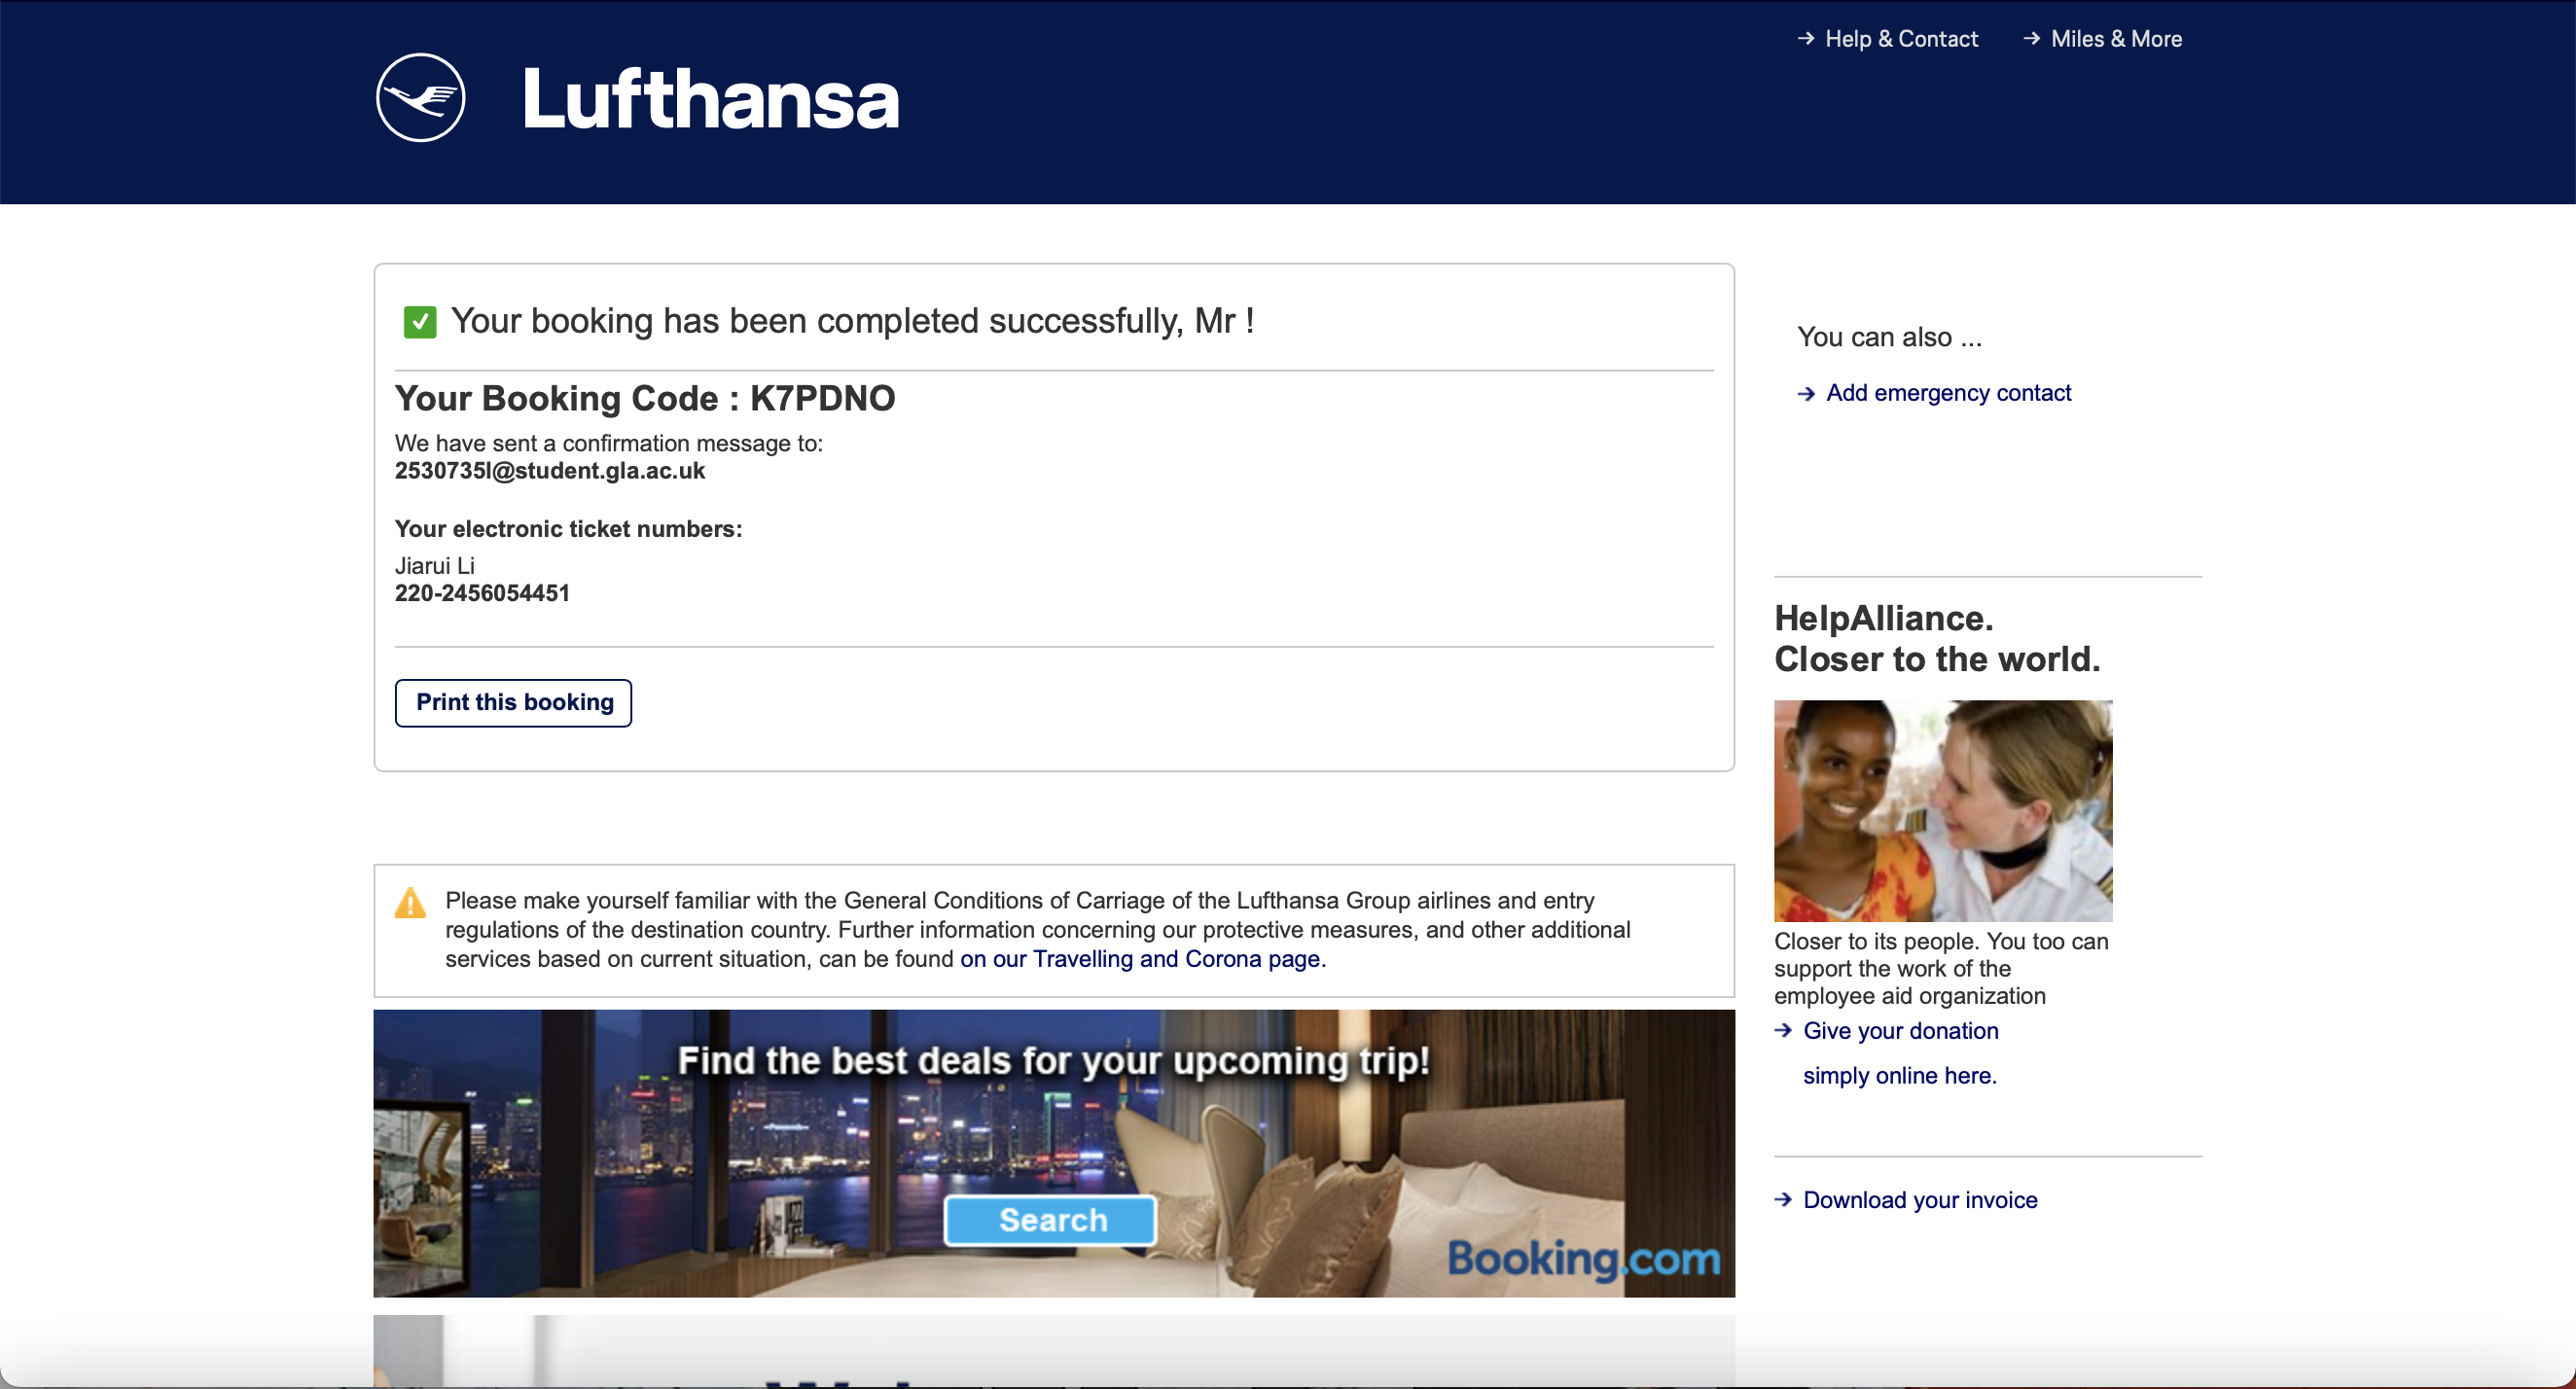 Help & Contact
Miles & More
Lufthansa
Your booking has been completed successfully, Mr !
Your Booking Code : K7PDNO
We have sent a confirmation message to:
2530735l@student.gla.ac.uk
Your electronic ticket numbers:
Jiarui Li
220-2456054451
Print this booking
You can also ...
Add emergency contact
HelpAlliance.
Closer to the world.
Closer to its people. You too can
support the work of the
employee aid organization
Give your donation
simply online here.
Download your invoice
Please make yourself familiar with the General Conditions of Carriage of the Lufthansa Group airlines and entry
regulations of the destination country. Further information concerning our protective measures, and other additional
services based on current situation, can be found on our Travelling and Corona page.
Find the best deals for your upcoming trip!
Search
Booking.com